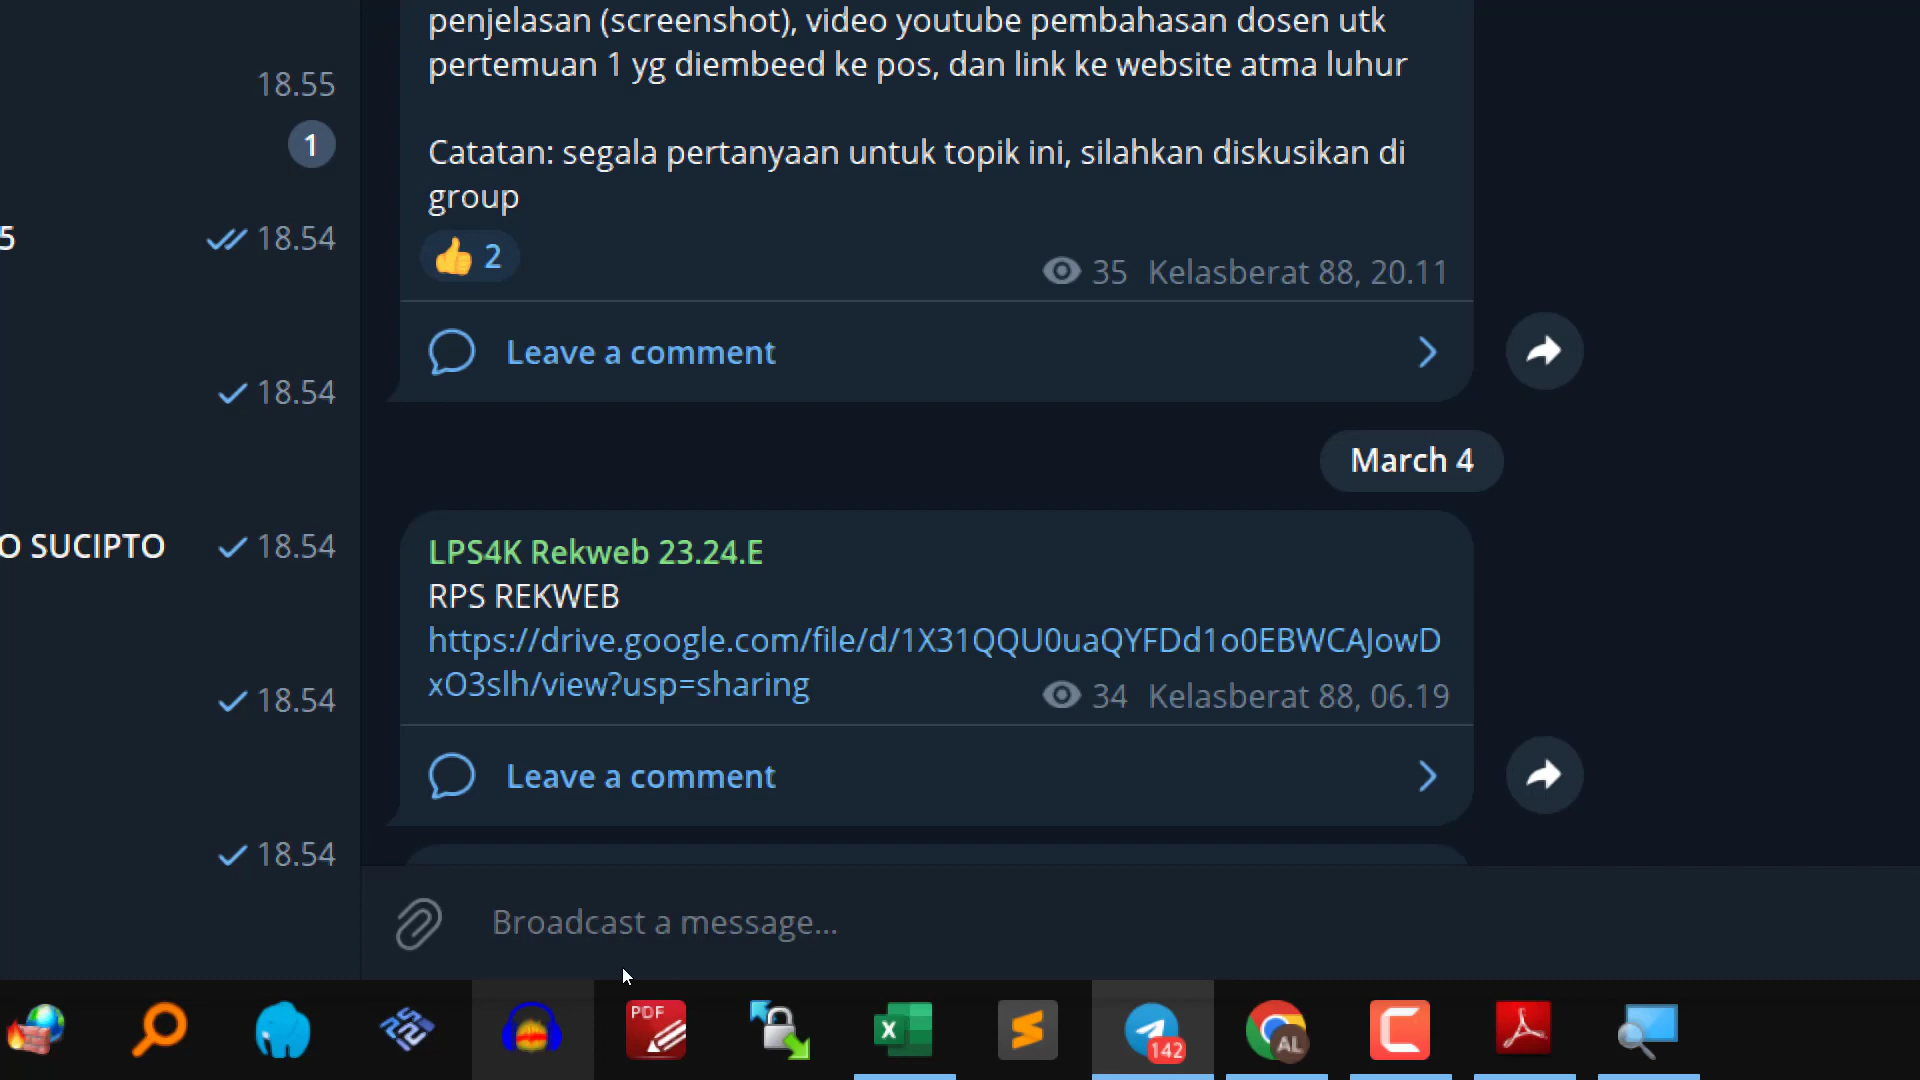 penjelasan (screenshot), video youtube pembahasan dosen utk
pertemuan 1 yg diembeed ke pos, dan link ke website atma luhur
Catatan: segala pertanyaan untuk topik ini, silahkan diskusikan di
group
👍 2
35 Kelasberat 88, 20.11
Leave a comment
March 4
LPS4K Rekweb 23.24.E
RPS REKWEB
https://drive.google.com/file/d/1X31QQU0uaQYFDd1o0EBWCAJowD
xO3slh/view?usp=sharing
34 Kelasberat 88, 06.19
Leave a comment
Broadcast a message...
18.55
1
5 18.54
18.54
O SUCIPTO 18.54
18.54
18.54
PDF
X
142
AL
C